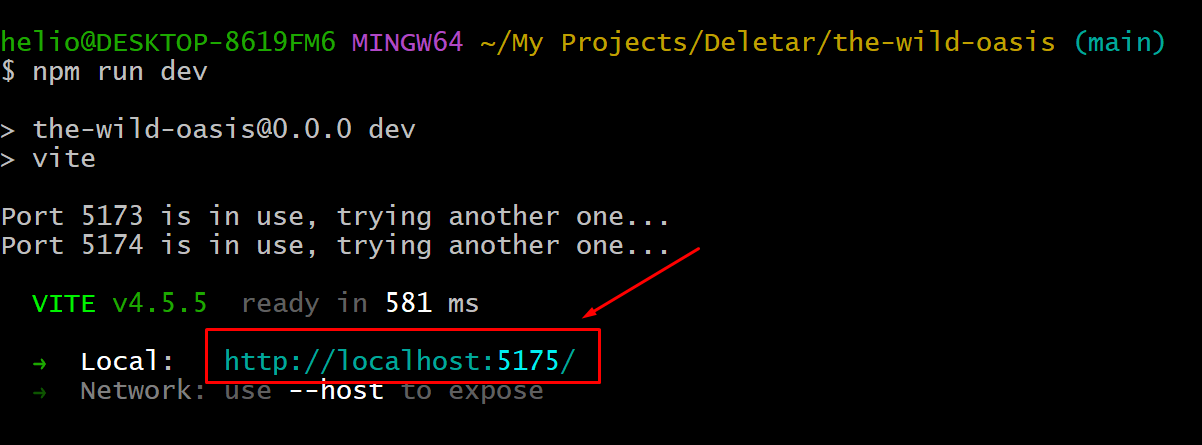 helio@DESKTOP-8619FM6 MINGW64 ~/My Projects/Deletar/the-wild-oasis (main)
$ npm run dev
> the-wild-oasis@0.0.0 dev
> vite
Port 5173 is in use, trying another one...
Port 5174 is in use, trying another one...
VITE v4.5.5 ready in 581 ms
➜ Local: http://localhost:5175/
➜ Network: use --host to expose